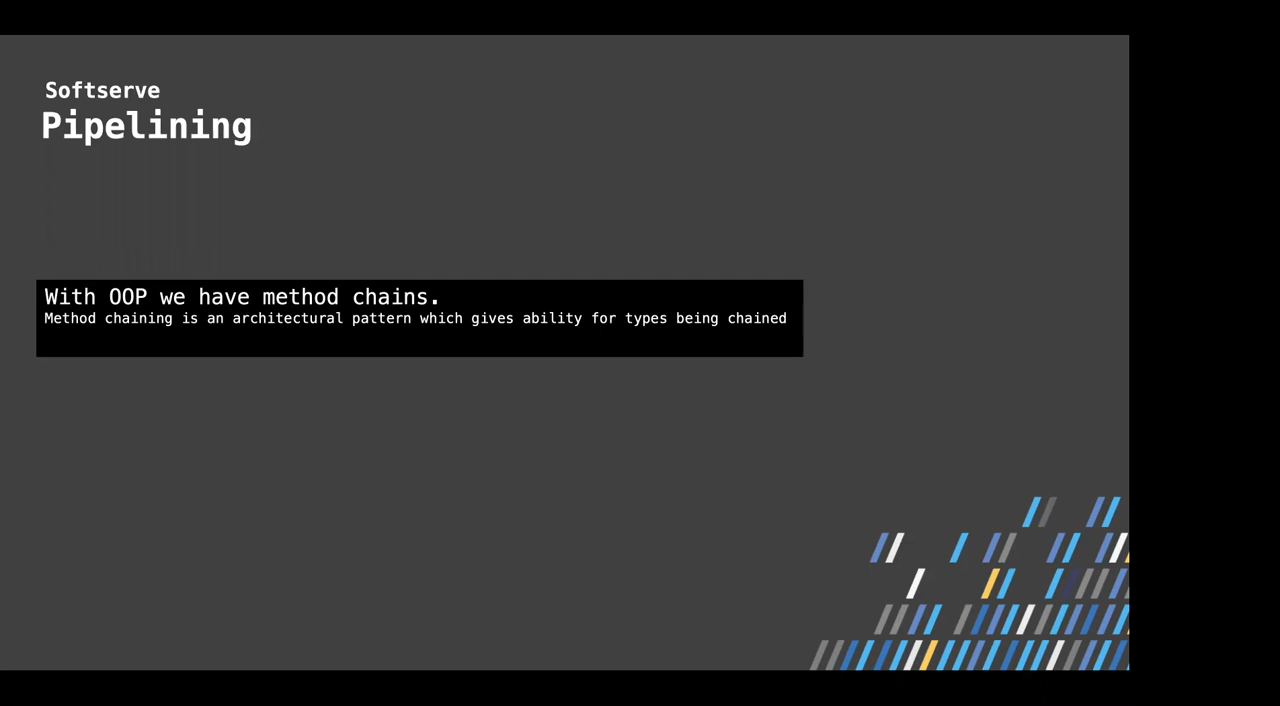 Softserve
Pipelining
With OOP we have method chains.
Method chaining is an architectural pattern which gives ability for types being chained